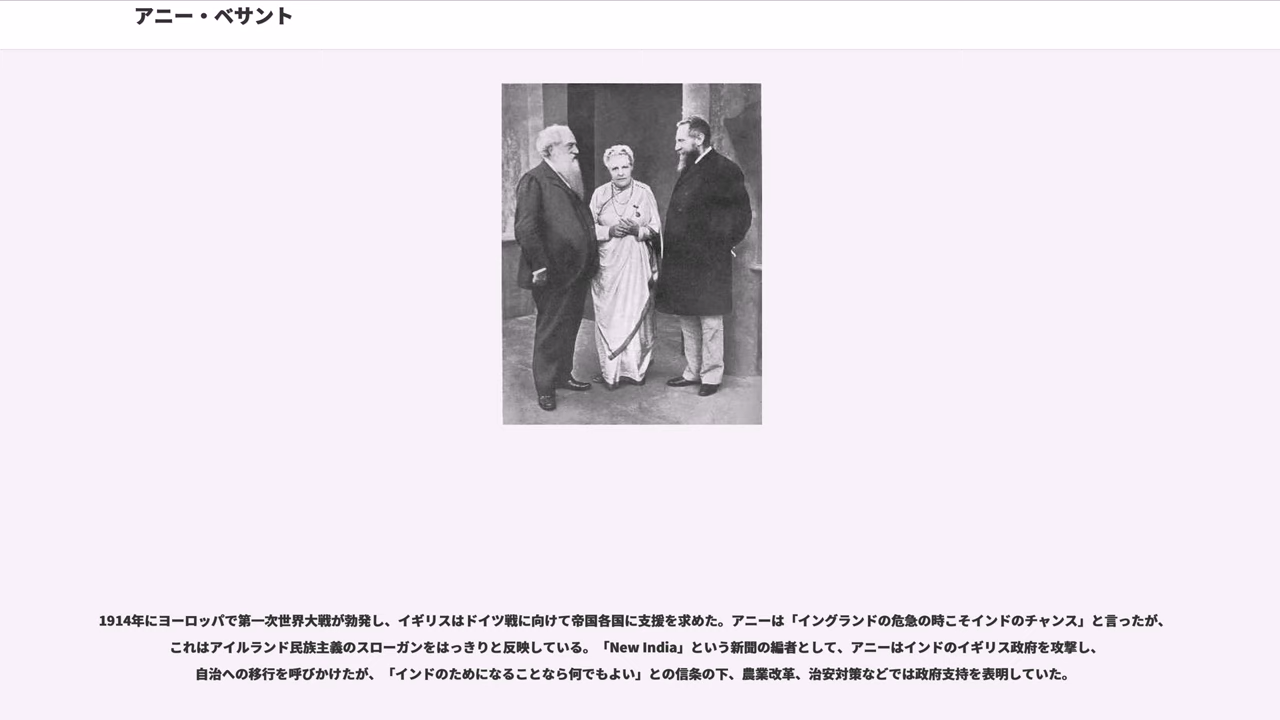 アニー・ベサント
1914年にヨーロッパで第一次世界大戦が勃発し、イギリスはドイツ戦に向けて帝国各国に支援を求めた。アニーは「イングランドの危急の時こそインドのチャンス」と言ったが、
これはアイルランド民族主義のスローガンをはっきりと反映している。「New India」という新聞の編者として、アニーはインドのイギリス政府を攻撃し、
自治への移行を呼びかけたが、「インドのためになることなら何でもよい」との信条の下、農業改革、治安対策などでは政府支持を表明していた。